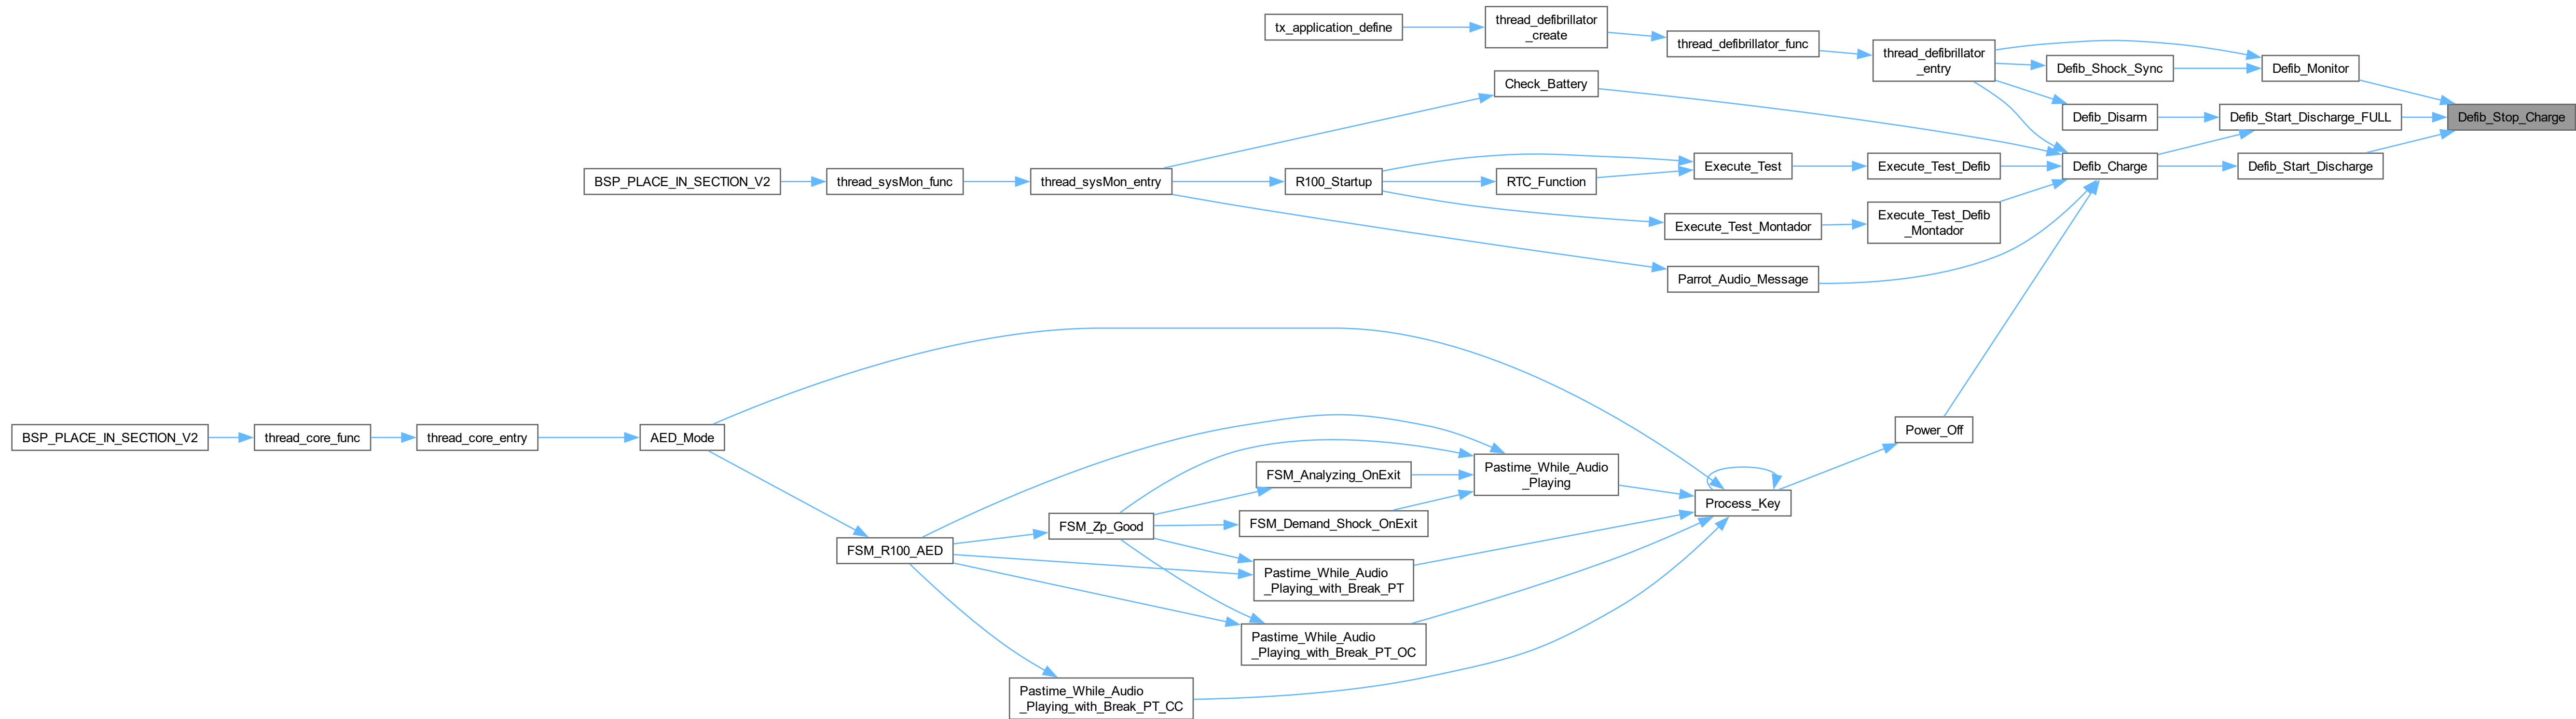 tx_application_define
thread_defibrillator
_create
thread_defibrillator_func
thread_defibrillator
_entry
Defib_Shock_Sync
Defib_Monitor
Check_Battery
Defib_Disarm
Defib_Start_Discharge_FULL
Defib_Stop_Charge
BSP_PLACE_IN_SECTION_V2
thread_sysMon_func
thread_sysMon_entry
R100_Startup
RTC_Function
Execute_Test
Execute_Test_Defib
Defib_Charge
Defib_Start_Discharge
Execute_Test_Montador
Execute_Test_Defib
_Montador
Parrot_Audio_Message
BSP_PLACE_IN_SECTION_V2
thread_core_func
thread_core_entry
AED_Mode
Power_Off
FSM_Analyzing_OnExit
Pastime_While_Audio
_Playing
Process_Key
FSM_Zp_Good
FSM_Demand_Shock_OnExit
FSM_R100_AED
Pastime_While_Audio
_Playing_with_Break_PT
Pastime_While_Audio
_Playing_with_Break_PT_OC
Pastime_While_Audio
_Playing_with_Break_PT_CC